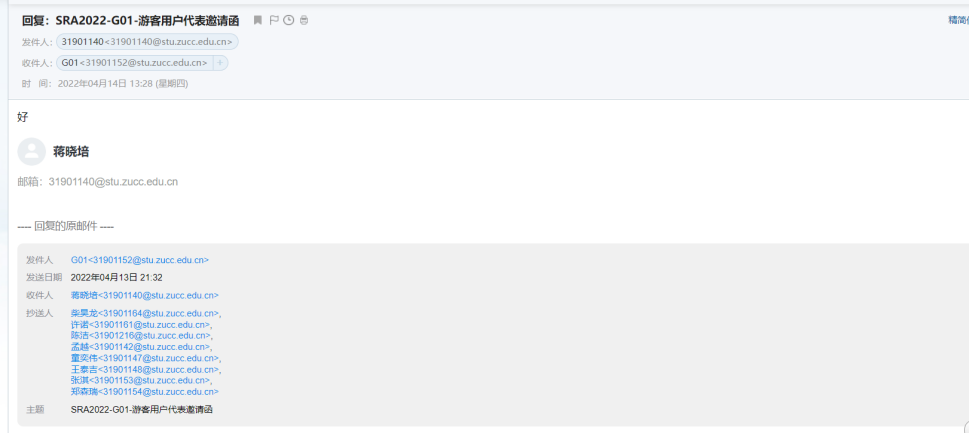 回复：SRA2022-G01-游客用户代表邀请函
精简
发件人：31901140<31901140@stu.zucc.edu.cn>
收件人：G01<31901152@stu.zucc.edu.cn> +
时 间：2022年04月14日 13:28 (星期四)
好
蒋晓培
邮箱：31901140@stu.zucc.edu.cn
---- 回复的原邮件 ----
发件人 G01<31901152@stu.zucc.edu.cn>
发送日期 2022年04月13日 21:32
收件人 蒋晓培<31901140@stu.zucc.edu.cn>
抄送人 柴昊龙<31901164@stu.zucc.edu.cn>,
许诺<31901161@stu.zucc.edu.cn>,
陈洁<31901216@stu.zucc.edu.cn>,
孟越<31901142@stu.zucc.edu.cn>,
童奕伟<31901147@stu.zucc.edu.cn>,
王泰吉<31901148@stu.zucc.edu.cn>,
张淇<31901153@stu.zucc.edu.cn>,
郑森瑞<31901154@stu.zucc.edu.cn>
主题 SRA2022-G01-游客用户代表邀请函